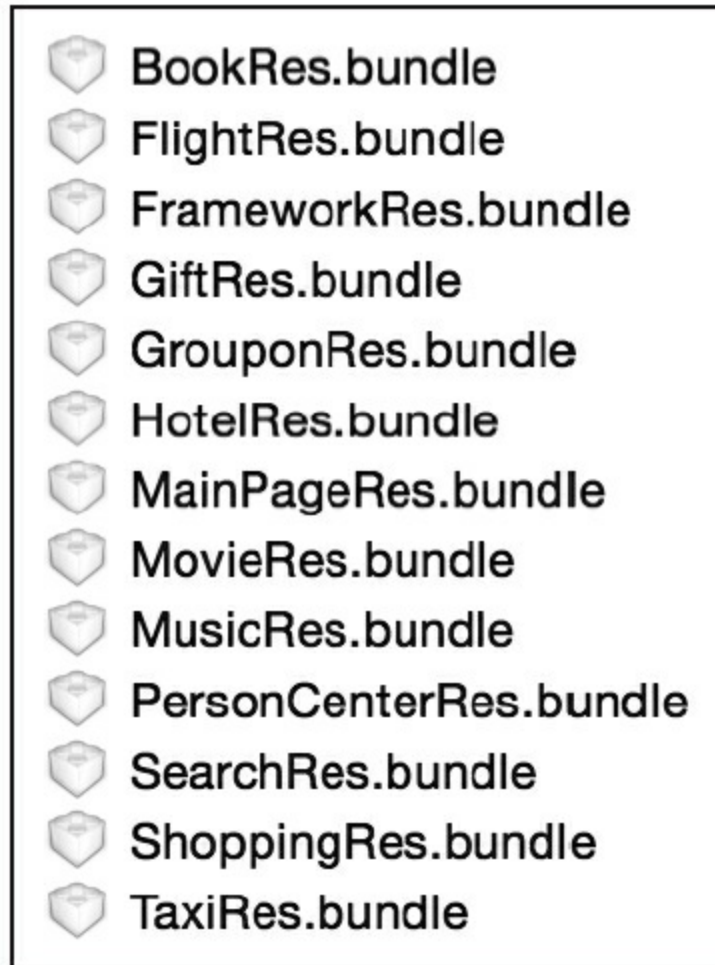 BookRes.bundle
FlightRes.bundle
FrameworkRes.bundle
GiftRes.bundle
GrouponRes.bundle
HotelRes.bundle
MainPageRes.bundle
MovieRes.bundle
MusicRes.bundle
PersonCenterRes.bundle
SearchRes.bundle
ShoppingRes.bundle
TaxiRes.bundle